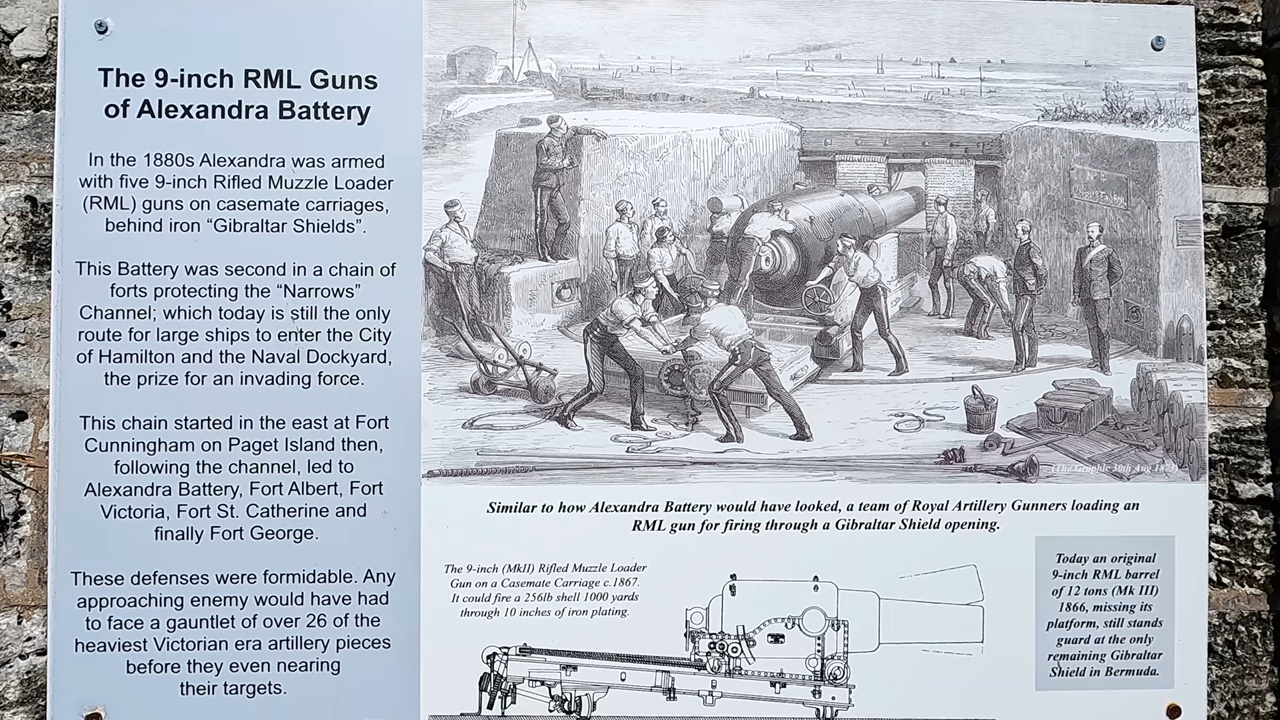 The 9-inch RML Guns
of Alexandra Battery
In the 1880s Alexandra was armed
with five 9-inch Rifled Muzzle Loader
(RML) guns on casemate carriages,
behind iron “Gibraltar Shields”.
This Battery was second in a chain of
forts protecting the “Narrows”
Channel; which today is still the only
route for large ships to enter the City
of Hamilton and the Naval Dockyard,
the prize for an invading force.
This chain started in the east at Fort
Cunningham on Paget Island then,
following the channel, led to
Alexandra Battery, Fort Albert, Fort
Victoria, Fort St. Catherine and
finally Fort George.
These defenses were formidable. Any
approaching enemy would have had
to face a gauntlet of over 26 of the
heaviest Victorian era artillery pieces
before they even nearing
their targets.
(The Graphic 30th Aug 1873)
Similar to how Alexandra Battery would have looked, a team of Royal Artillery Gunners loading an
RML gun for firing through a Gibraltar Shield opening.
The 9-inch (MkII) Rifled Muzzle Loader
Gun on a Casemate Carriage c.1867.
It could fire a 256lb shell 1000 yards
through 10 inches of iron plating.
Today an original
9-inch RML barrel
of 12 tons (Mk III)
1866, missing its
platform, still stands
guard at the only
remaining Gibraltar
Shield in Bermuda.